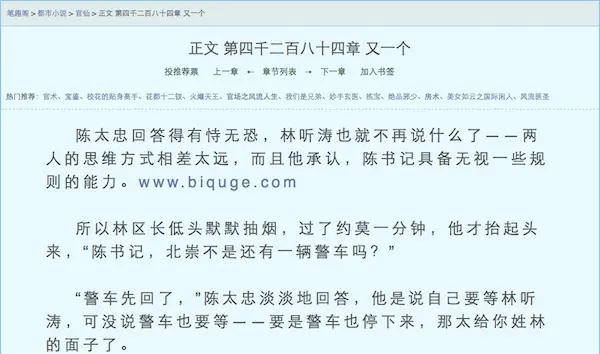 笔趣阁 > 都市小说 > 官仙 > 正文 第四千二百八十四章 又一个
正文 第四千二百八十四章 又一个
投推荐票 上一章 ← 章节列表 → 下一章 加入书签
热门推荐：官术、宝鉴、校花的贴身高手、花都十二钗、火爆天王、官场之风流人生、我们是兄弟、妙手玄医、拣宝、绝品邪少、房术、美女如云之国际闲人、风流医圣
陈太忠回答得有恃无恐，林听涛也就不再说什么了——两
人的思维方式相差太远，而且他承认，陈书记具备无视一些规
则的能力。www.biquge.com
所以林区长低头默默抽烟，过了约莫一分钟，他才抬起头
来，“陈书记，北崇不是还有一辆警车吗？”
“警车先回了，”陈太忠淡淡地回答，他是说自己要等林听
涛，可没说警车也要等——要是警车也停下来，那太给你姓林
的面子了。